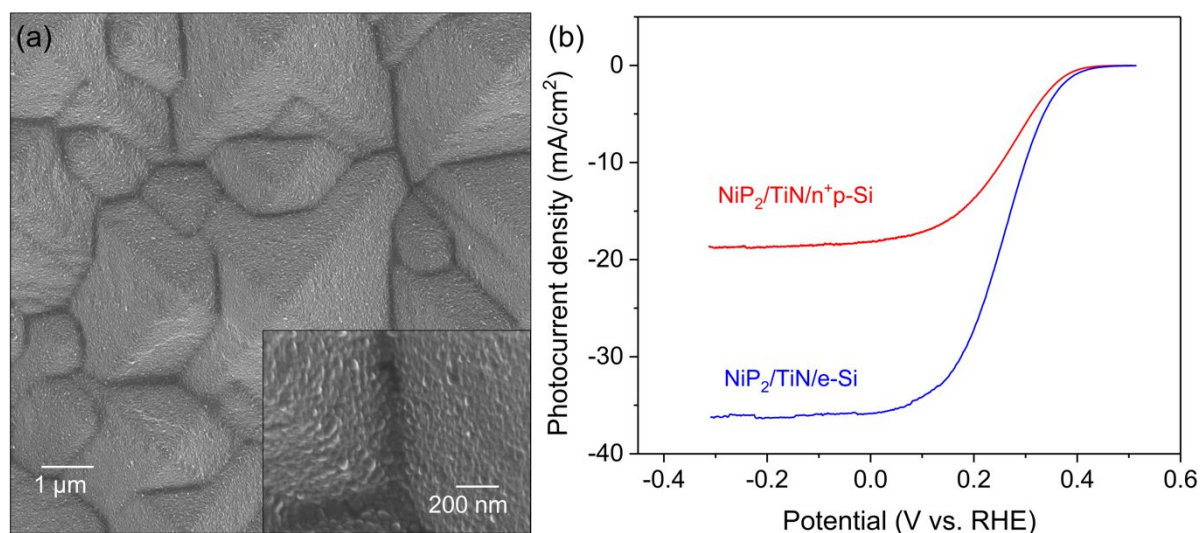 (a)
1 μm
200 nm
(b)
Photocurrent density (mA/cm²)
0
-10
-20
-30
-40
NiP₂/TiN/n⁺p-Si
NiP₂/TiN/e-Si
-0.4 -0.2 0.0 0.2 0.4 0.6
Potential (V vs. RHE)